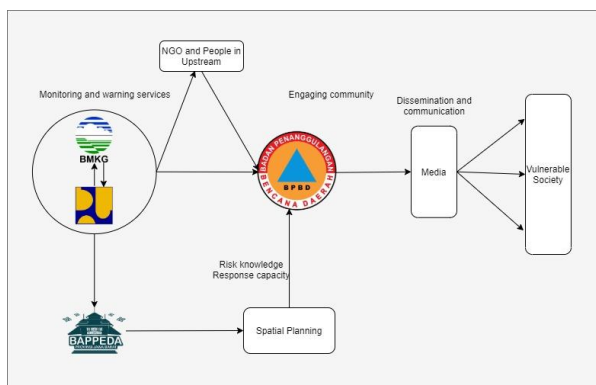 NGO and People in
Upstream
Monitoring and warning services
Engaging community
Dissemination and
communication
BMKG
BADAN PENANGGULANGAN
BPBD
BENCANA DAERAH
Media
Vulnerable
Society
Risk knowledge
Response capacity
BAPPEDA
Spatial Planning